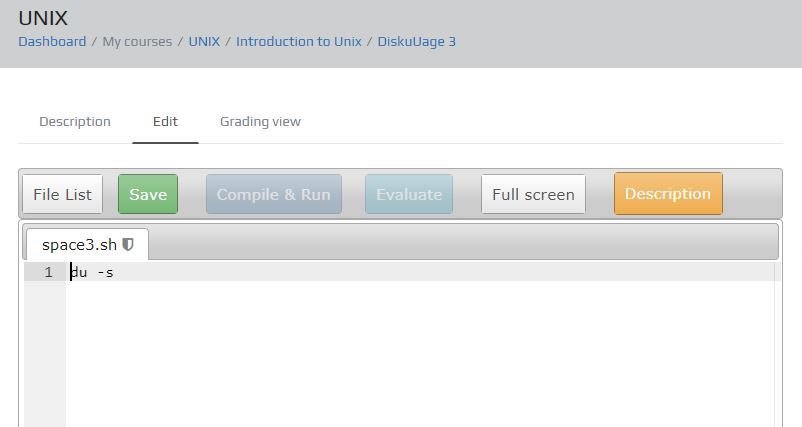 UNIX
Dashboard / My courses / UNIX / Introduction to Unix / DiskuUage 3
Description Edit Grading view
File List Save Compile & Run Evaluate Full screen Description
space3.sh
1 du -s